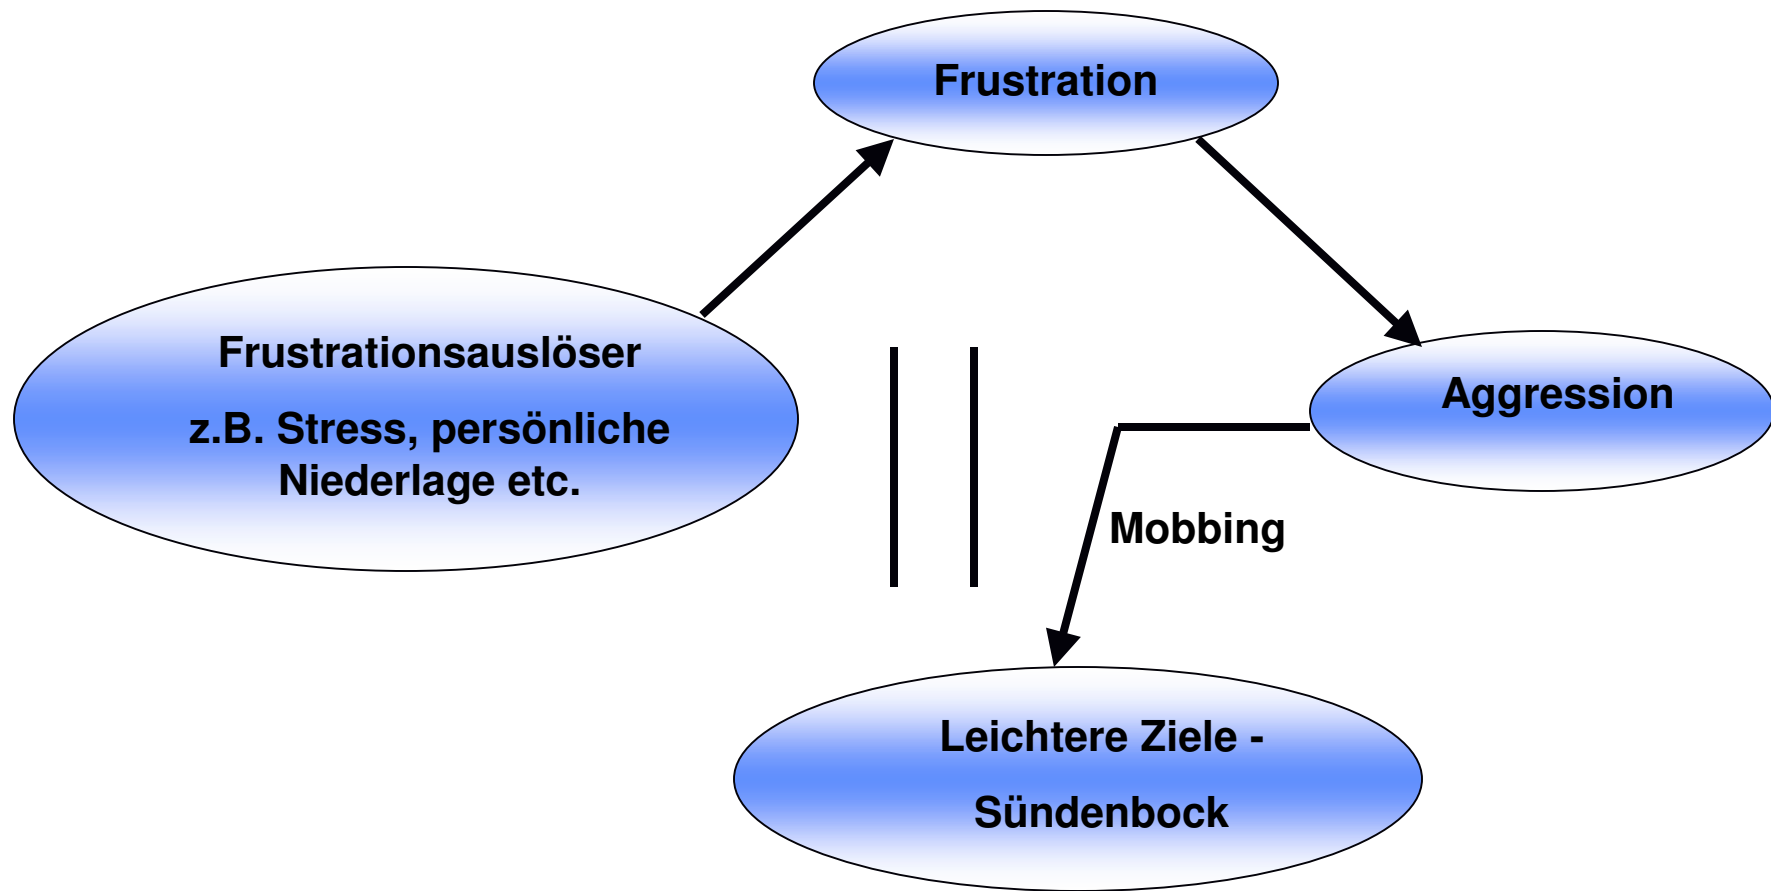 Frustration
Frustrationsauslöser
z.B. Stress, persönliche
Niederlage etc.
Aggression
Mobbing
Leichtere Ziele -
Sündenbock